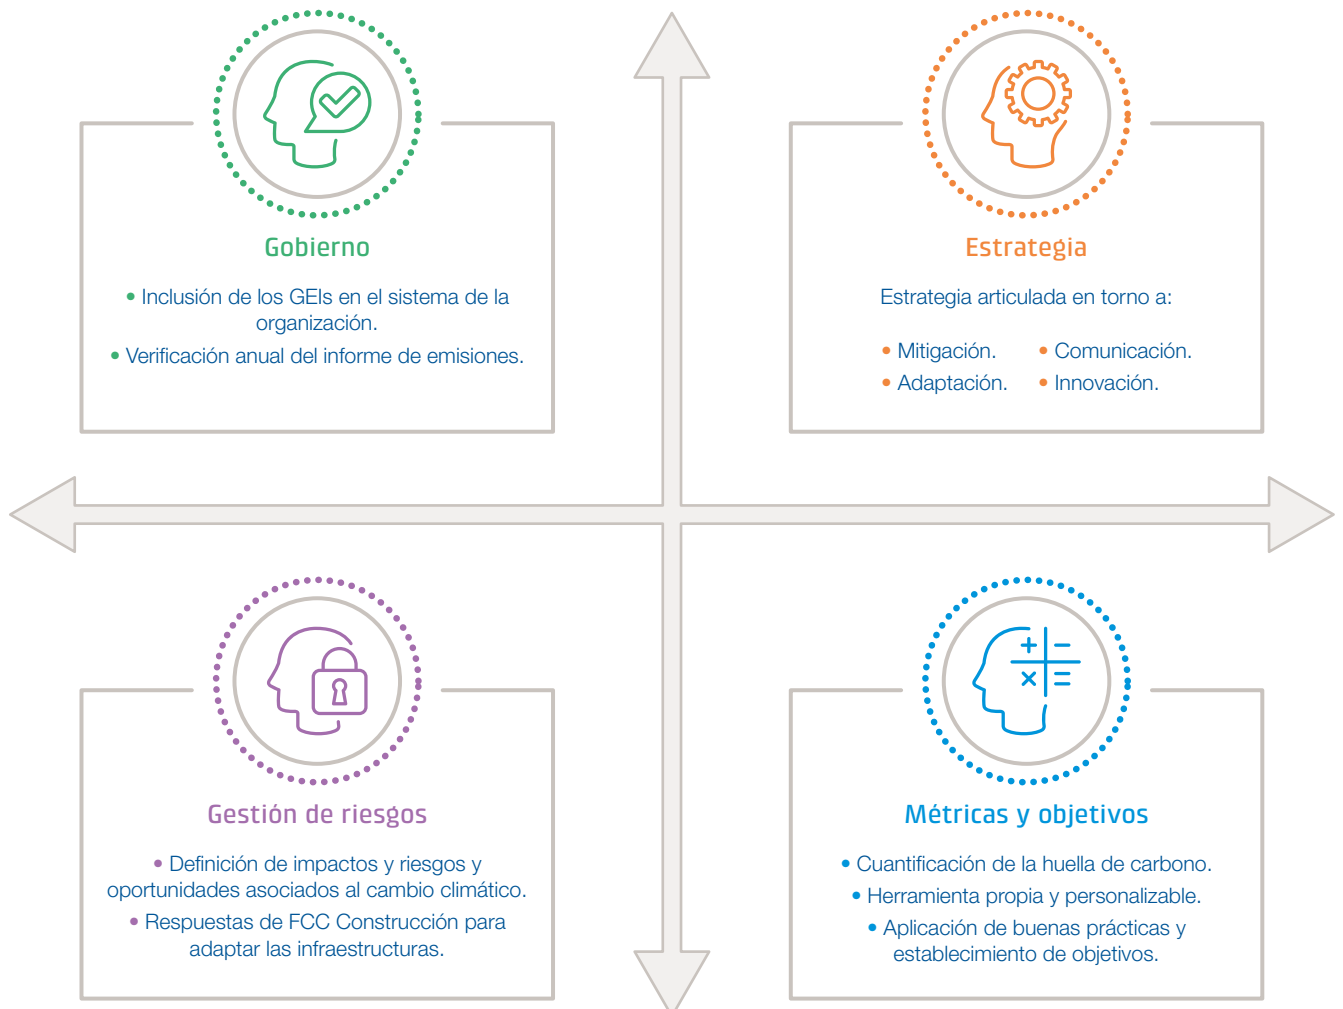 Gobierno
• Inclusión de los GEIs en el sistema de la
organización.
• Verificación anual del informe de emisiones.
Estrategia
Estrategia articulada en torno a:
• Mitigación.
• Adaptación.
• Comunicación.
• Innovación.
Gestión de riesgos
• Definición de impactos y riesgos y
oportunidades asociados al cambio climático.
• Respuestas de FCC Construcción para
adaptar las infraestructuras.
Métricas y objetivos
• Cuantificación de la huella de carbono.
• Herramienta propia y personalizable.
• Aplicación de buenas prácticas y
establecimiento de objetivos.